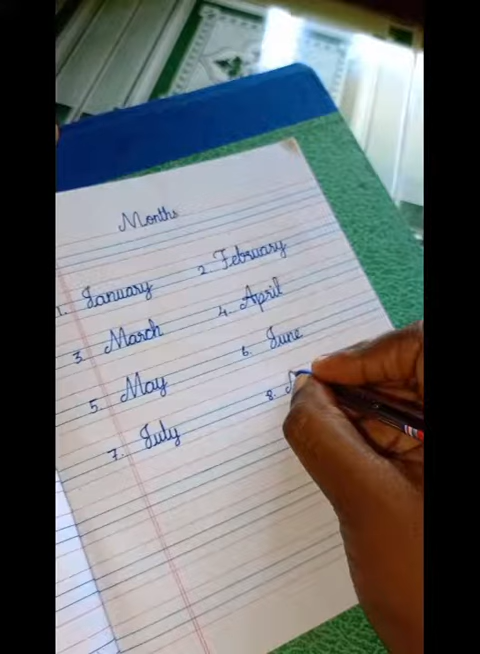 Months
1. January 2. February
3. March 4. April
5. May 6. June
7. July 8.